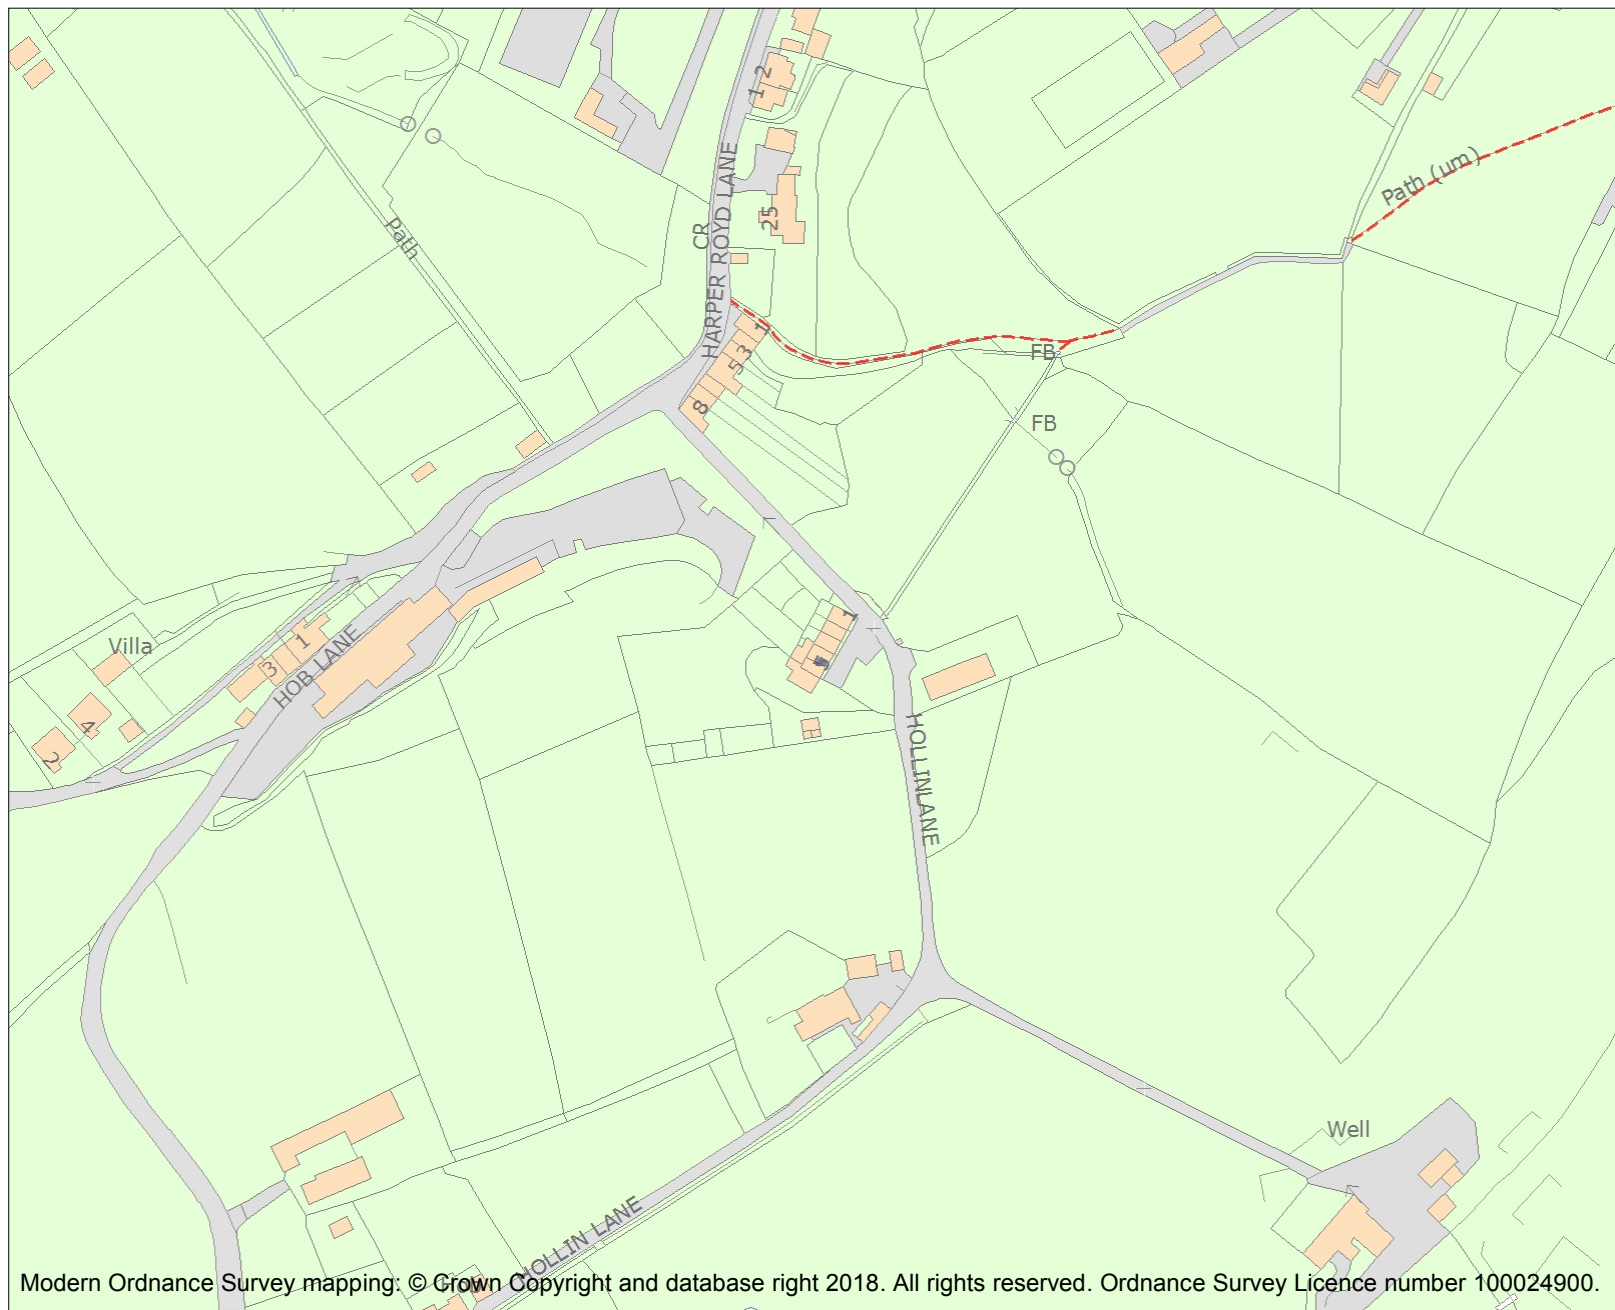 1 2
Path (um)
HARPER ROYD LANE
CR
25
Path
1
3
5
8
FB
FB
Villa
1
3
HOB LANE
4
2
1
HOLLINLANE
Well
HOLLIN LANE
Modern Ordnance Survey mapping: © Crown Copyright and database right 2018. All rights reserved. Ordnance Survey Licence number 100024900.